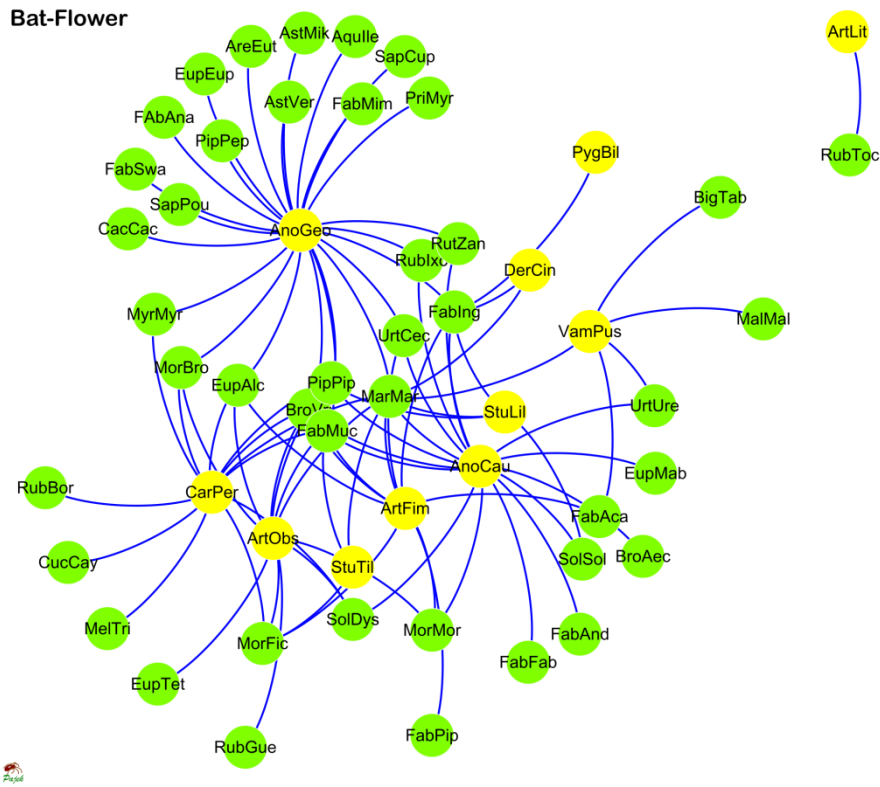 Bat-Flower
AstMik
AquIle
ArtLit
AreEut
SapCup
EupEup
AstVer
FabMim
PriMyr
FAbAna
PipPep
PygBil
RubToc
FabSwa
SapPou
BigTab
CacCac
AnoGeo
RutZan
RubIxo
DerCin
MyrMyr
FabIng
VamPus
MalMal
UrtCec
MorBro
EupAlc
PipPip
MarMar
StuLil
UrtUre
FabMuc
AnoCau
EupMab
RubBor
CarPer
ArtFim
FabAca
ArtObs
SolSol
BroAec
CucCay
StuTil
MelTri
SolDys
MorFic
MorMor
FabAnd
FabFab
EupTet
FabPip
RubGue
Pajek